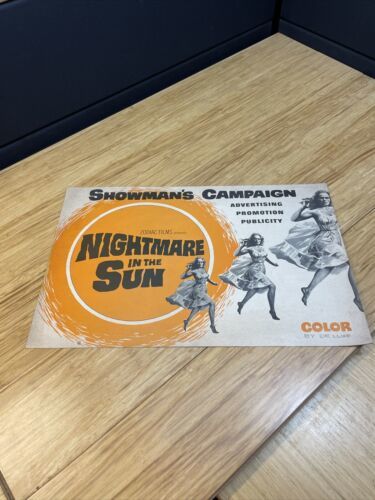 SHOWMAN'S CAMPAIGN
ADVERTISING
PROMOTION
PUBLICITY
ZODIAC FILMS presents
NIGHTMARE
IN THE
SUN
COLOR
BY DE LUXE